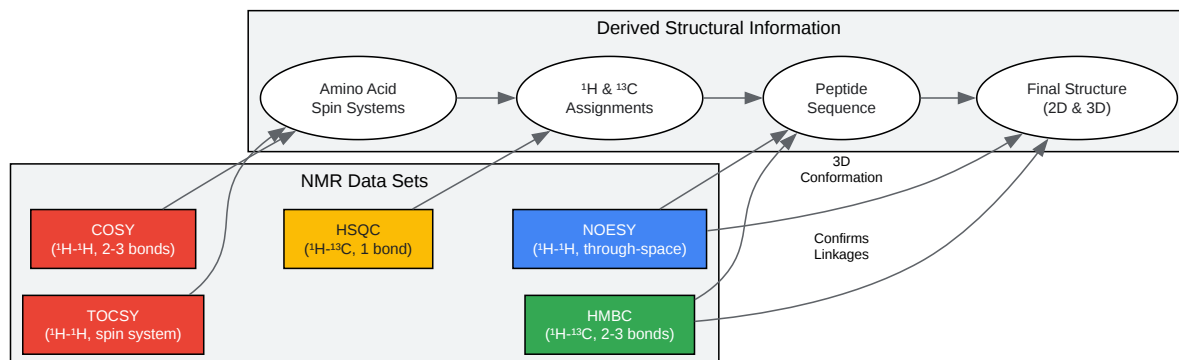 Derived Structural Information
Amino Acid
Spin Systems
¹H & ¹³C
Assignments
Peptide
Sequence
Final Structure
(2D & 3D)
3D
Conformation
NMR Data Sets
COSY
(¹H-¹H, 2-3 bonds)
HSQC
(¹H-¹³C, 1 bond)
NOESY
(¹H-¹H, through-space)
Confirms
Linkages
TOCSY
(¹H-¹H, spin system)
HMBC
(¹H-¹³C, 2-3 bonds)